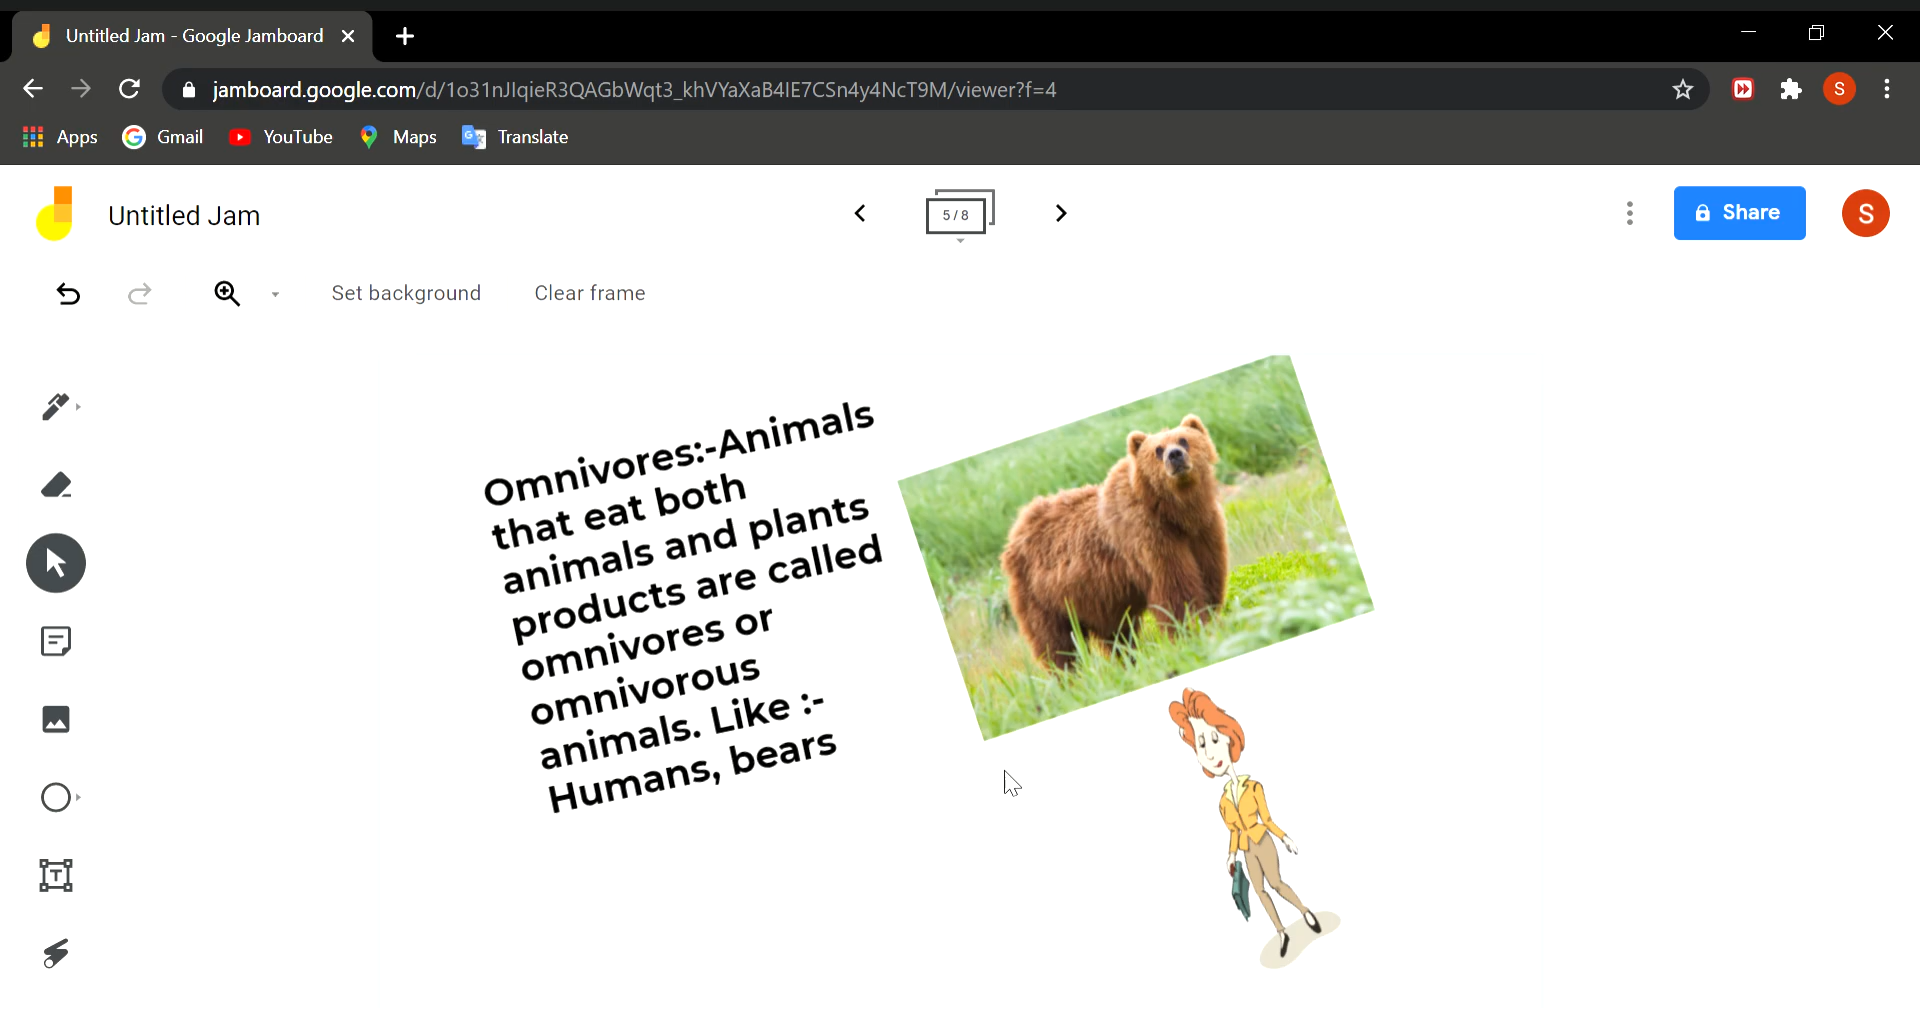 Untitled Jam - Google Jamboard
jamboard.google.com/d/1o31nJlqieR3QAGbWqt3_khVYaXaB4IE7CSn4y4NcT9M/viewer?f=4
S
Apps Gmail YouTube Maps Translate
Untitled Jam
5 / 8
Share
S
Set background Clear frame
Omnivores:-Animals
that eat both
animals and plants
products are called
omnivores or
omnivorous
animals. Like :-
Humans, bears